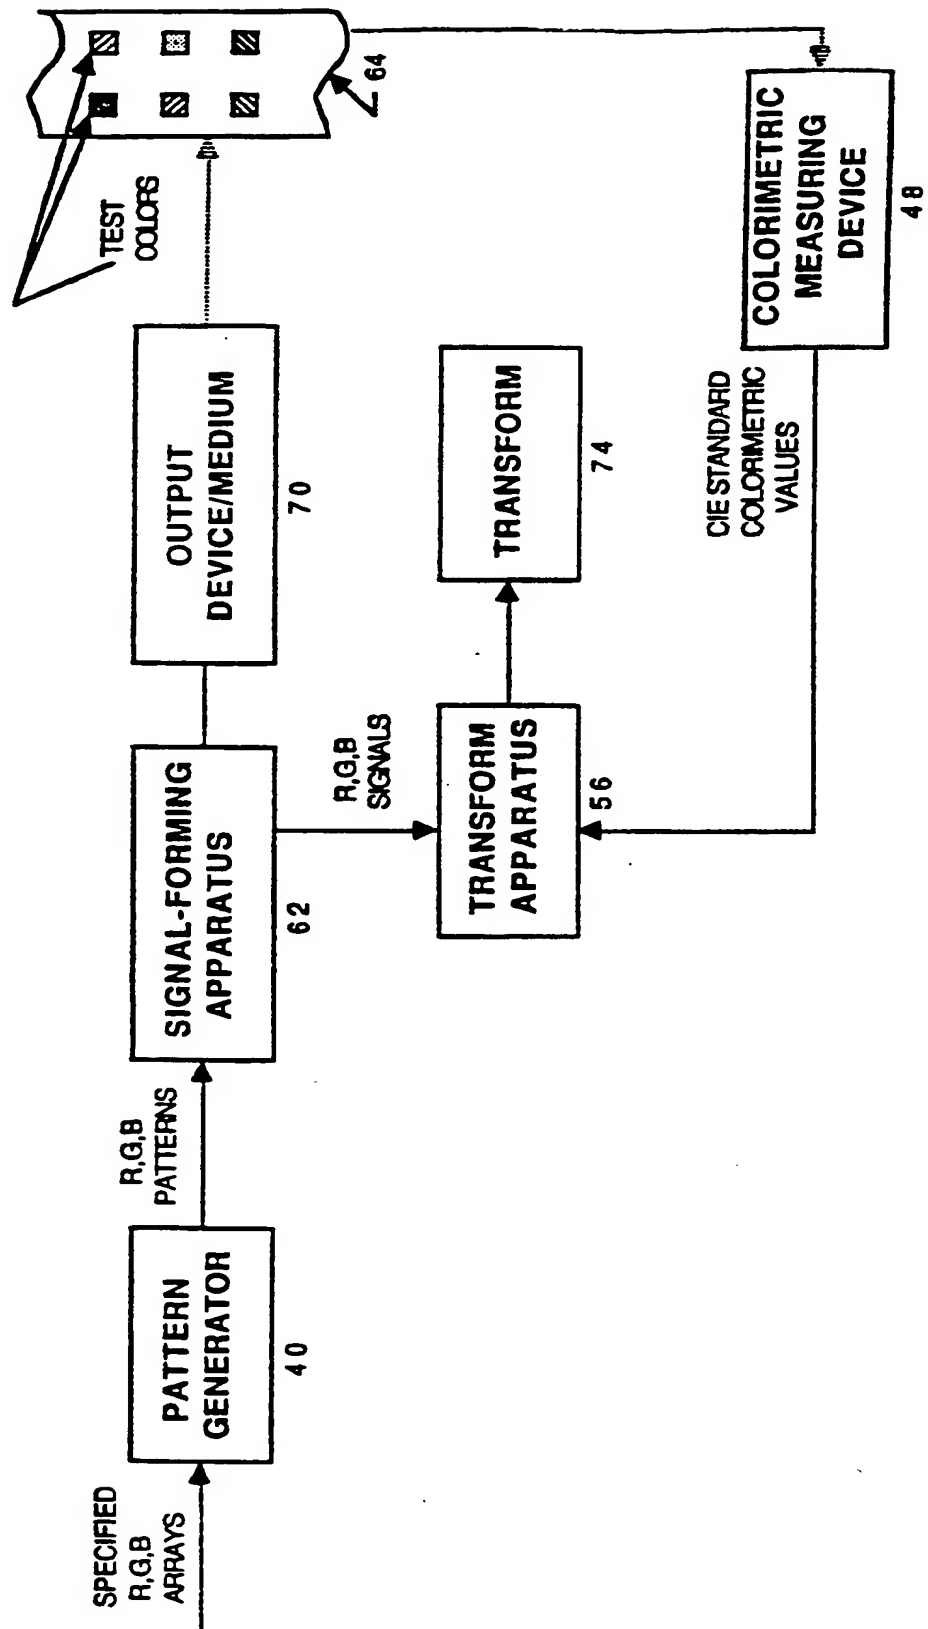 SPECIFIED
R,G,B
ARRAYS
PATTERN
GENERATOR
40
R,G,B
PATTERNS
SIGNAL-FORMING
APPARATUS
62
R,G,B
SIGNALS
OUTPUT
DEVICE/MEDIUM
70
TEST
COLORS
64
TRANSFORM
APPARATUS
56
TRANSFORM
74
CIE STANDARD
COLORIMETRIC
VALUES
COLORIMETRIC
MEASURING
DEVICE
48